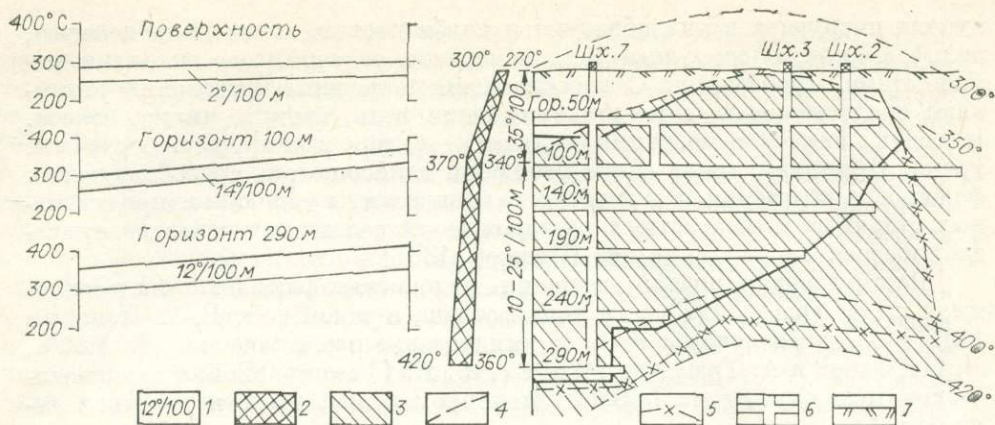 400°С
Поверхность
300
2°/100 м
200
400
Горизонт 100м
300
14°/100 м
200
Горизонт 290 м
400
12°/100 м
300
200
300°
270°
370°
340°
420°
360°
35°/100
10°-25°/100м
Шх.7
Шх.3
Шх.2
Гор.50м
100м
140м
190м
240м
290м
300°
350°
400°
420°
12°/100
1
2
3
4
5
6
7